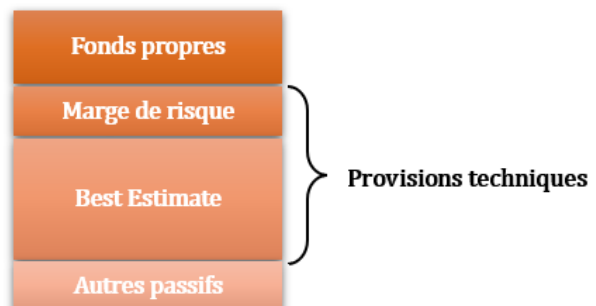 Fonds propres
Marge de risque
Best Estimate
Provisions techniques
Autres passifs